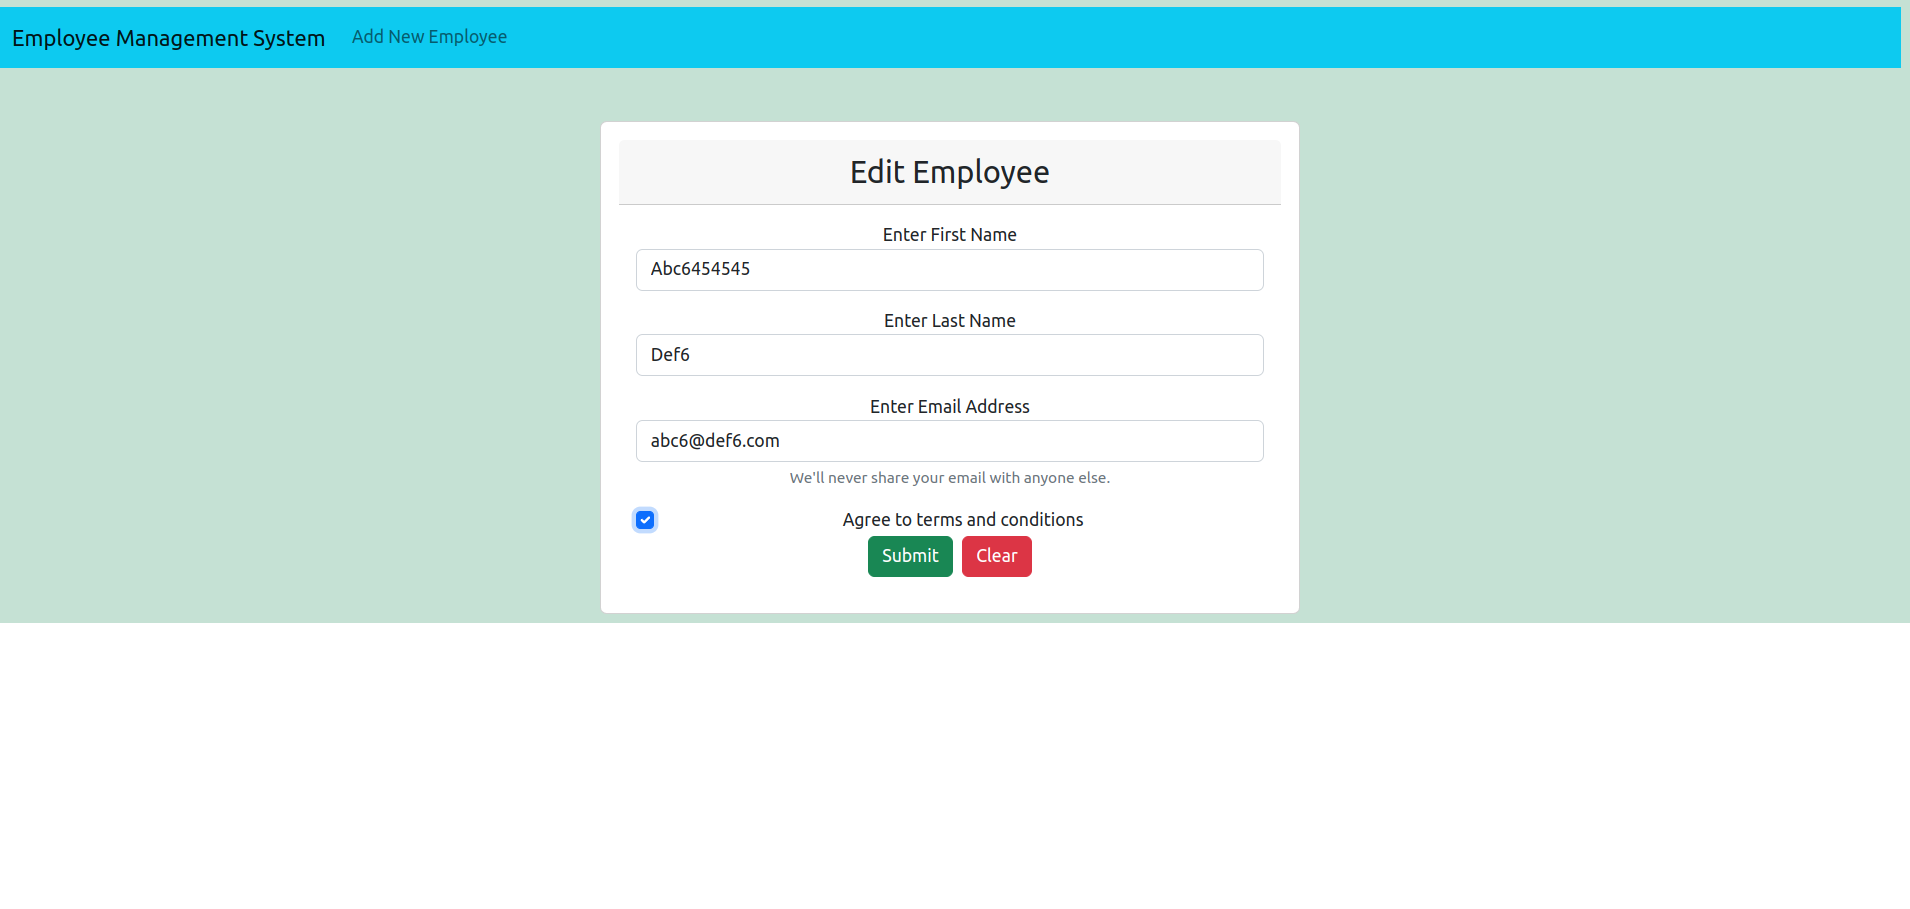 Employee Management System Add New Employee
Edit Employee
Enter First Name
Abc6454545
Enter Last Name
Def6
Enter Email Address
abc6@def6.com
We'll never share your email with anyone else.
Agree to terms and conditions
Submit Clear